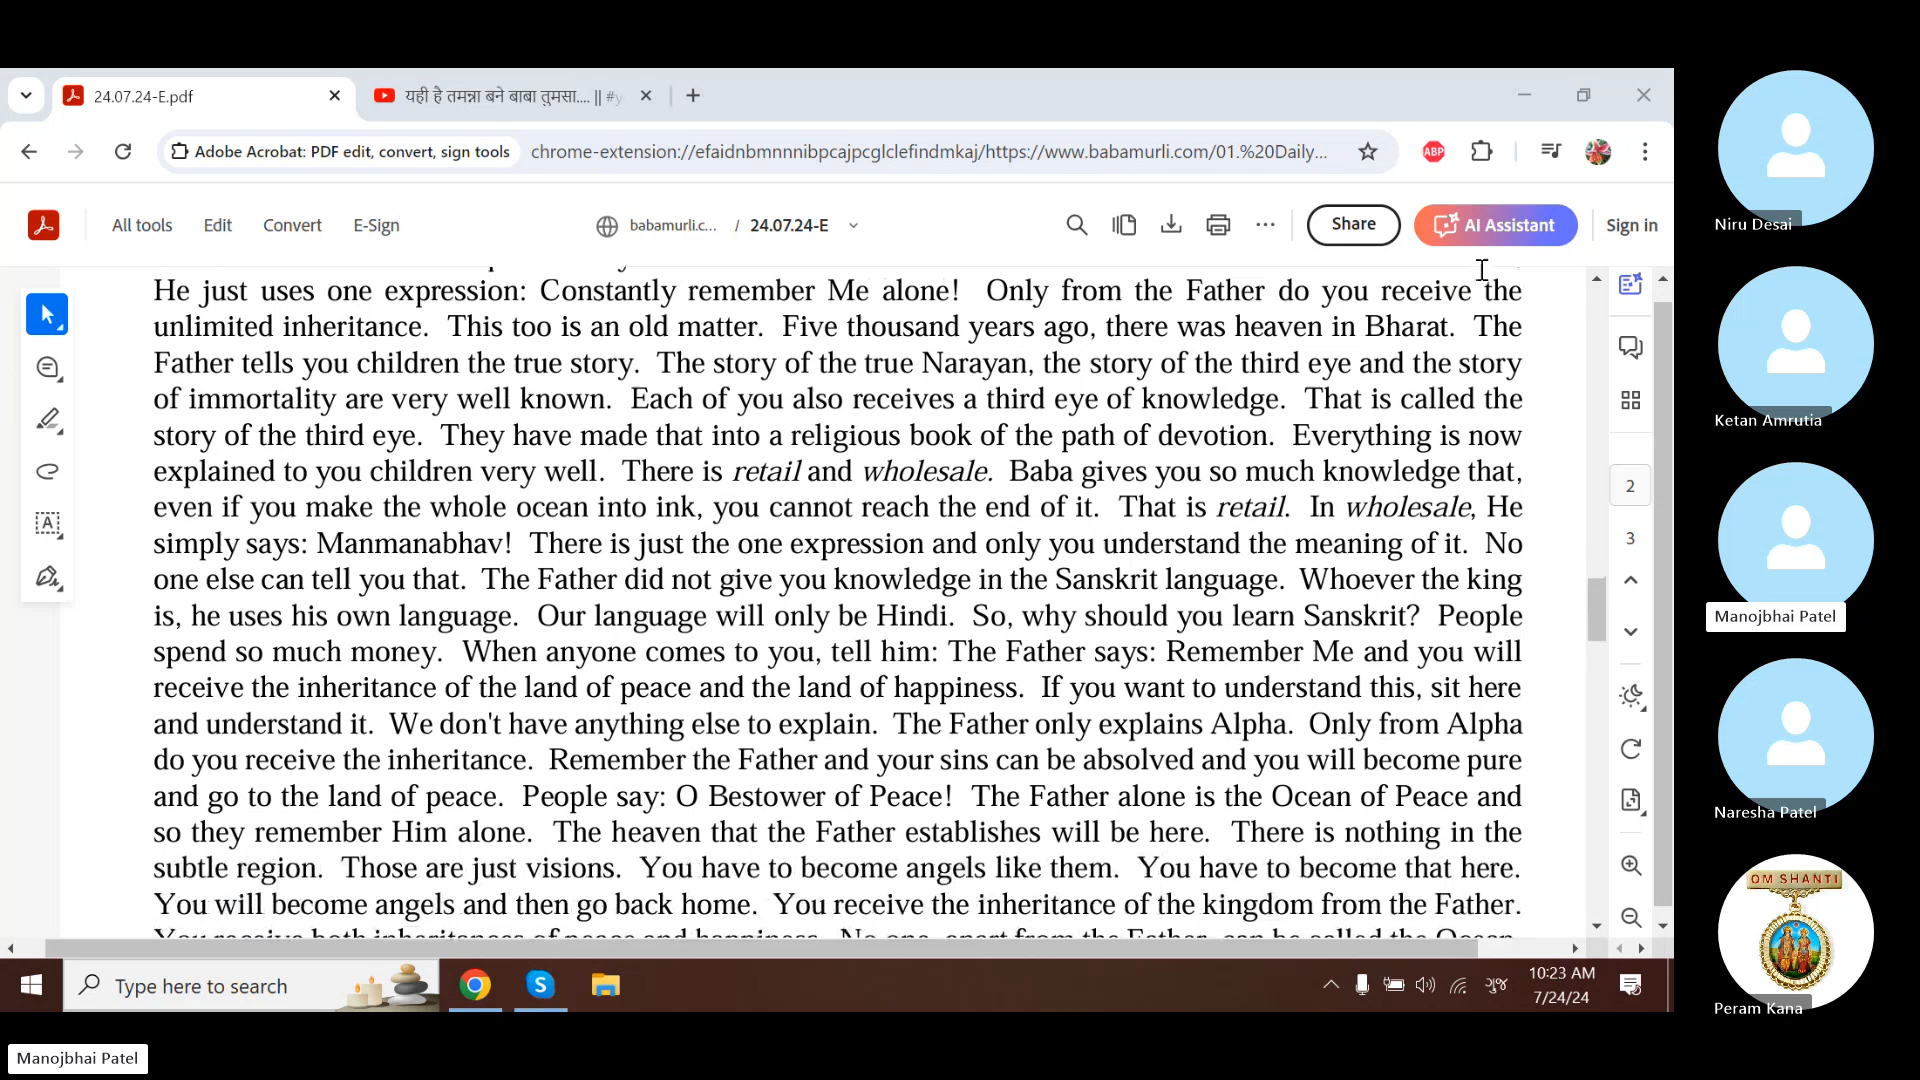 24.07.24-E.pdf
यही है तमन्ना बने बाबा तुमसा.... || #y
Adobe Acrobat: PDF edit, convert, sign tools
chrome-extension://efaidnbmnnnibpcajpcglclefindmkaj/https://www.babamurli.com/01.%20Daily...
ABP
All tools
Edit
Convert
E-Sign
babamurli.c... / 24.07.24-E
Share
AI Assistant
Sign in
He just uses one expression: Constantly remember Me alone! Only from the Father do you receive the
unlimited inheritance. This too is an old matter. Five thousand years ago, there was heaven in Bharat. The
Father tells you children the true story. The story of the true Narayan, the story of the third eye and the story
of immortality are very well known. Each of you also receives a third eye of knowledge. That is called the
story of the third eye. They have made that into a religious book of the path of devotion. Everything is now
explained to you children very well. There is retail and wholesale. Baba gives you so much knowledge that,
even if you make the whole ocean into ink, you cannot reach the end of it. That is retail. In wholesale, He
simply says: Manmanabhav! There is just the one expression and only you understand the meaning of it. No
one else can tell you that. The Father did not give you knowledge in the Sanskrit language. Whoever the king
is, he uses his own language. Our language will only be Hindi. So, why should you learn Sanskrit? People
spend so much money. When anyone comes to you, tell him: The Father says: Remember Me and you will
receive the inheritance of the land of peace and the land of happiness. If you want to understand this, sit here
and understand it. We don't have anything else to explain. The Father only explains Alpha. Only from Alpha
do you receive the inheritance. Remember the Father and your sins can be absolved and you will become pure
and go to the land of peace. People say: O Bestower of Peace! The Father alone is the Ocean of Peace and
so they remember Him alone. The heaven that the Father establishes will be here. There is nothing in the
subtle region. Those are just visions. You have to become angels like them. You have to become that here.
You will become angels and then go back home. You receive the inheritance of the kingdom from the Father.
You receive both inheritances of peace and happiness. No one, apart from the Father, can be called the Ocean
2
3
Type here to search
ગુજ
10:23 AM
7/24/24
Niru Desai
Ketan Amrutia
Manojbhai Patel
Naresha Patel
OM SHANTI
Peram Kana
Manojbhai Patel